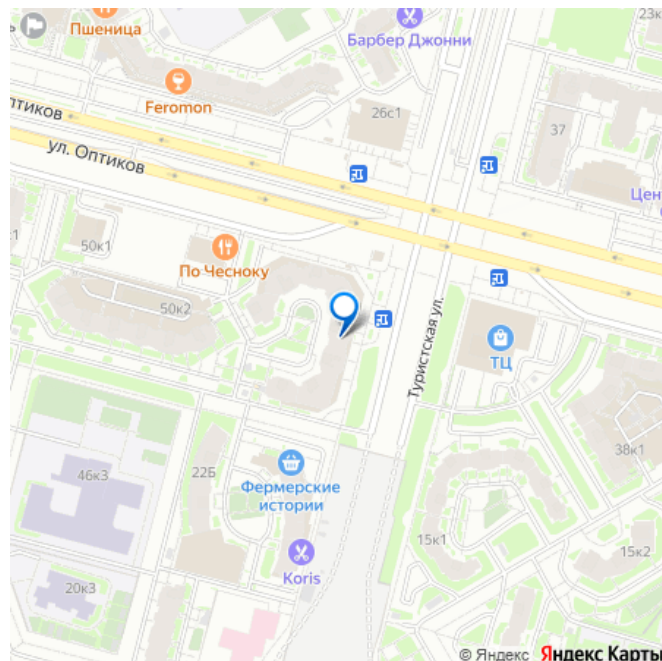 Пшеница
Барбер Джонни
23к
Feromon
26с1
птиков
37
ул. Оптиков
Цен
50к1
По Чесноку
50к2
Туристская ул.
ТЦ
38к1
46к3
22Б
Фермерские
истории
15к1
15к2
Koris
20к3
© Яндекс Яндекс Карты